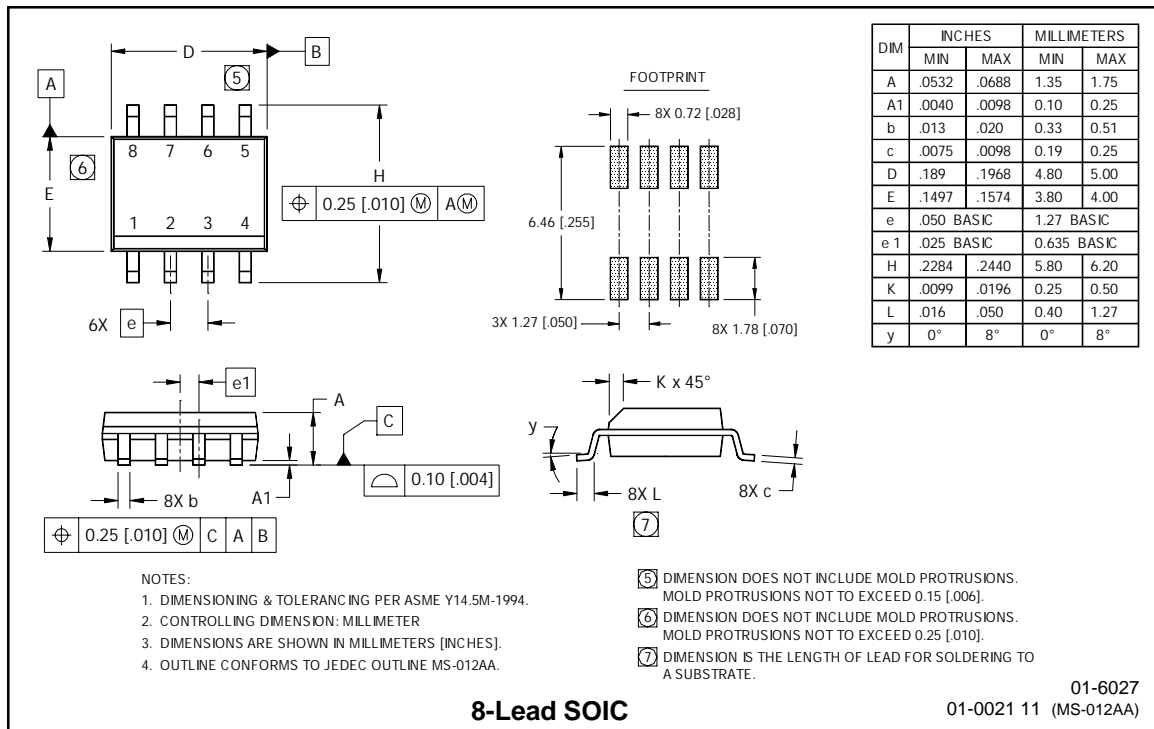 D
B
A
5
8 7 6 5
6
E
H
0.25 [.010] M A M
1 2 3 4
6X e
FOOTPRINT
8X 0.72 [.028]
6.46 [.255]
3X 1.27 [.050]
8X 1.78 [.070]
DIM INCHES MILLIMETERS
MIN MAX MIN MAX
A .0532 .0688 1.35 1.75
A1 .0040 .0098 0.10 0.25
b .013 .020 0.33 0.51
c .0075 .0098 0.19 0.25
D .189 .1968 4.80 5.00
E .1497 .1574 3.80 4.00
e .050 BASIC 1.27 BASIC
e 1 .025 BASIC 0.635 BASIC
H .2284 .2440 5.80 6.20
K .0099 .0196 0.25 0.50
L .016 .050 0.40 1.27
y 0° 8° 0° 8°
e1
A
C
0.10 [.004]
A1
8X b
0.25 [.010] M C A B
K x 45°
y
8X L
7
8X c
NOTES:
1. DIMENSIONING & TOLERANCING PER ASME Y14.5M-1994.
2. CONTROLLING DIMENSION: MILLIMETER
3. DIMENSIONS ARE SHOWN IN MILLIMETERS [INCHES].
4. OUTLINE CONFORMS TO JEDEC OUTLINE MS-012AA.
5 DIMENSION DOES NOT INCLUDE MOLD PROTRUSIONS.
MOLD PROTRUSIONS NOT TO EXCEED 0.15 [.006].
6 DIMENSION DOES NOT INCLUDE MOLD PROTRUSIONS.
MOLD PROTRUSIONS NOT TO EXCEED 0.25 [.010].
7 DIMENSION IS THE LENGTH OF LEAD FOR SOLDERING TO
A SUBSTRATE.
8-Lead SOIC
01-6027
01-0021 11 (MS-012AA)